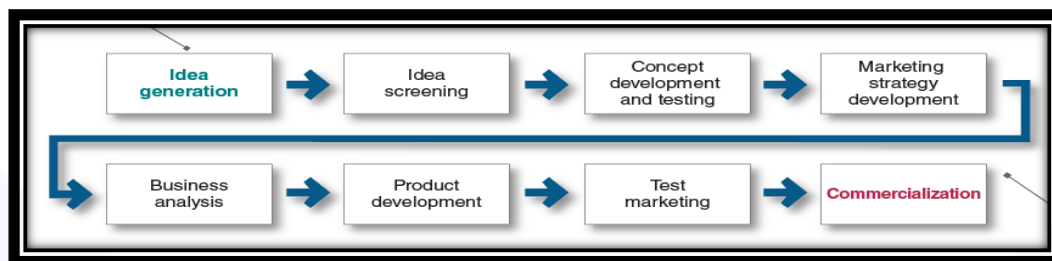 Idea
generation
Idea
screening
Concept
development
and testing
Marketing
strategy
development
Business
analysis
Product
development
Test
marketing
Commercialization